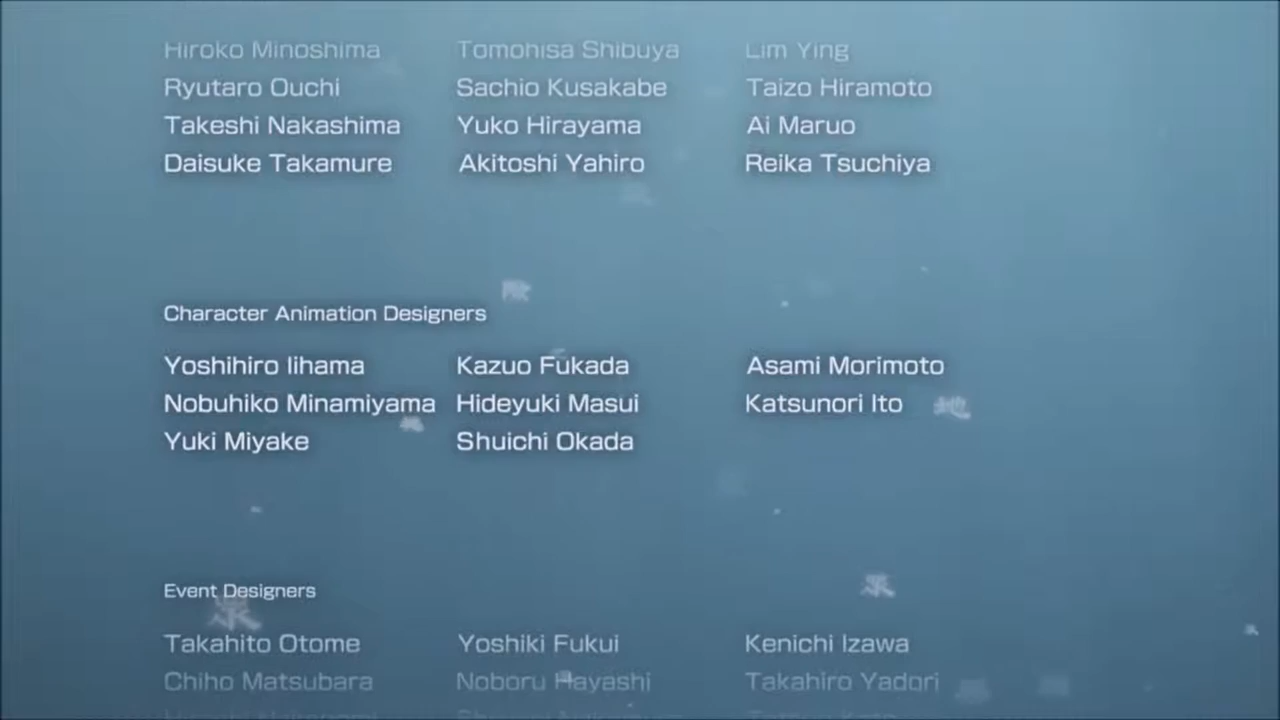 Hiroko Minoshima Tomohisa Shibuya Lim Ying
Ryutaro Ouchi Sachio Kusakabe Taizo Hiramoto
Takeshi Nakashima Yuko Hirayama Ai Maruo
Daisuke Takamure Akitoshi Yahiro Reika Tsuchiya
Character Animation Designers
Yoshihiro Iihama Kazuo Fukada Asami Morimoto
Nobuhiko Minamiyama Hideyuki Masui Katsunori Ito
地
Yuki Miyake Shuichi Okada
Event Designers
Takahito Otome Yoshiki Fukui Kenichi Izawa
Chiho Matsubara Noboru Hayashi Takahiro Yadori